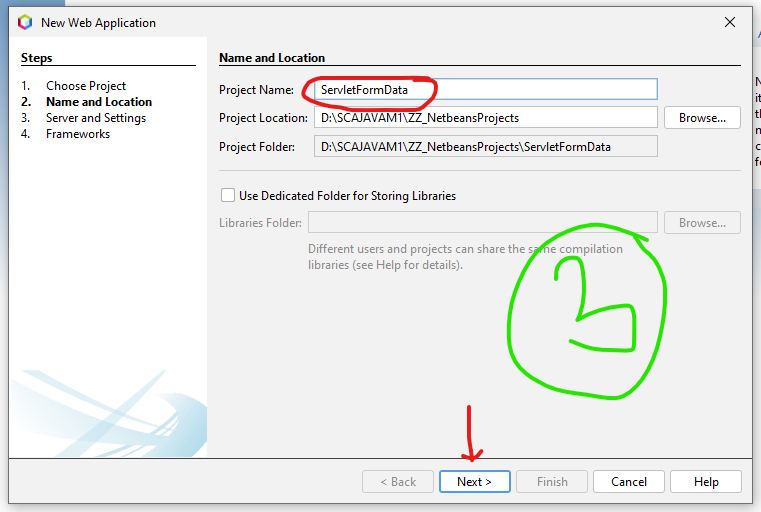 New Web Application
Steps
1. Choose Project
2. Name and Location
3. Server and Settings
4. Frameworks
Name and Location
Project Name: ServletFormData
Project Location: D:\SCAJAVAM1\ZZ_NetbeansProjects Browse...
Project Folder: D:\SCAJAVAM1\ZZ_NetbeansProjects\ServletFormData
Use Dedicated Folder for Storing Libraries
Libraries Folder: Browse...
Different users and projects can share the same compilation
libraries (see Help for details).
3
< Back Next > Finish Cancel Help